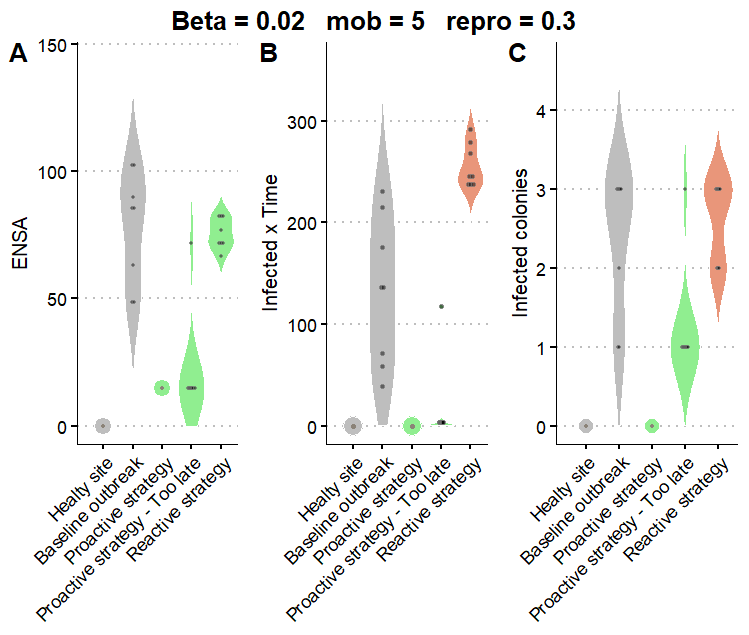 Beta = 0.02 mob = 5 repro = 0.3
A
150
100
50
0
ENSA
Healty site
Baseline outbreak
Proactive strategy
Proactive strategy - Too late
Reactive strategy
B
300
200
100
0
Infected x Time
Healty site
Baseline outbreak
Proactive strategy
Proactive strategy - Too late
Reactive strategy
C
4
3
2
1
0
Infected colonies
Healty site
Baseline outbreak
Proactive strategy
Proactive strategy - Too late
Reactive strategy